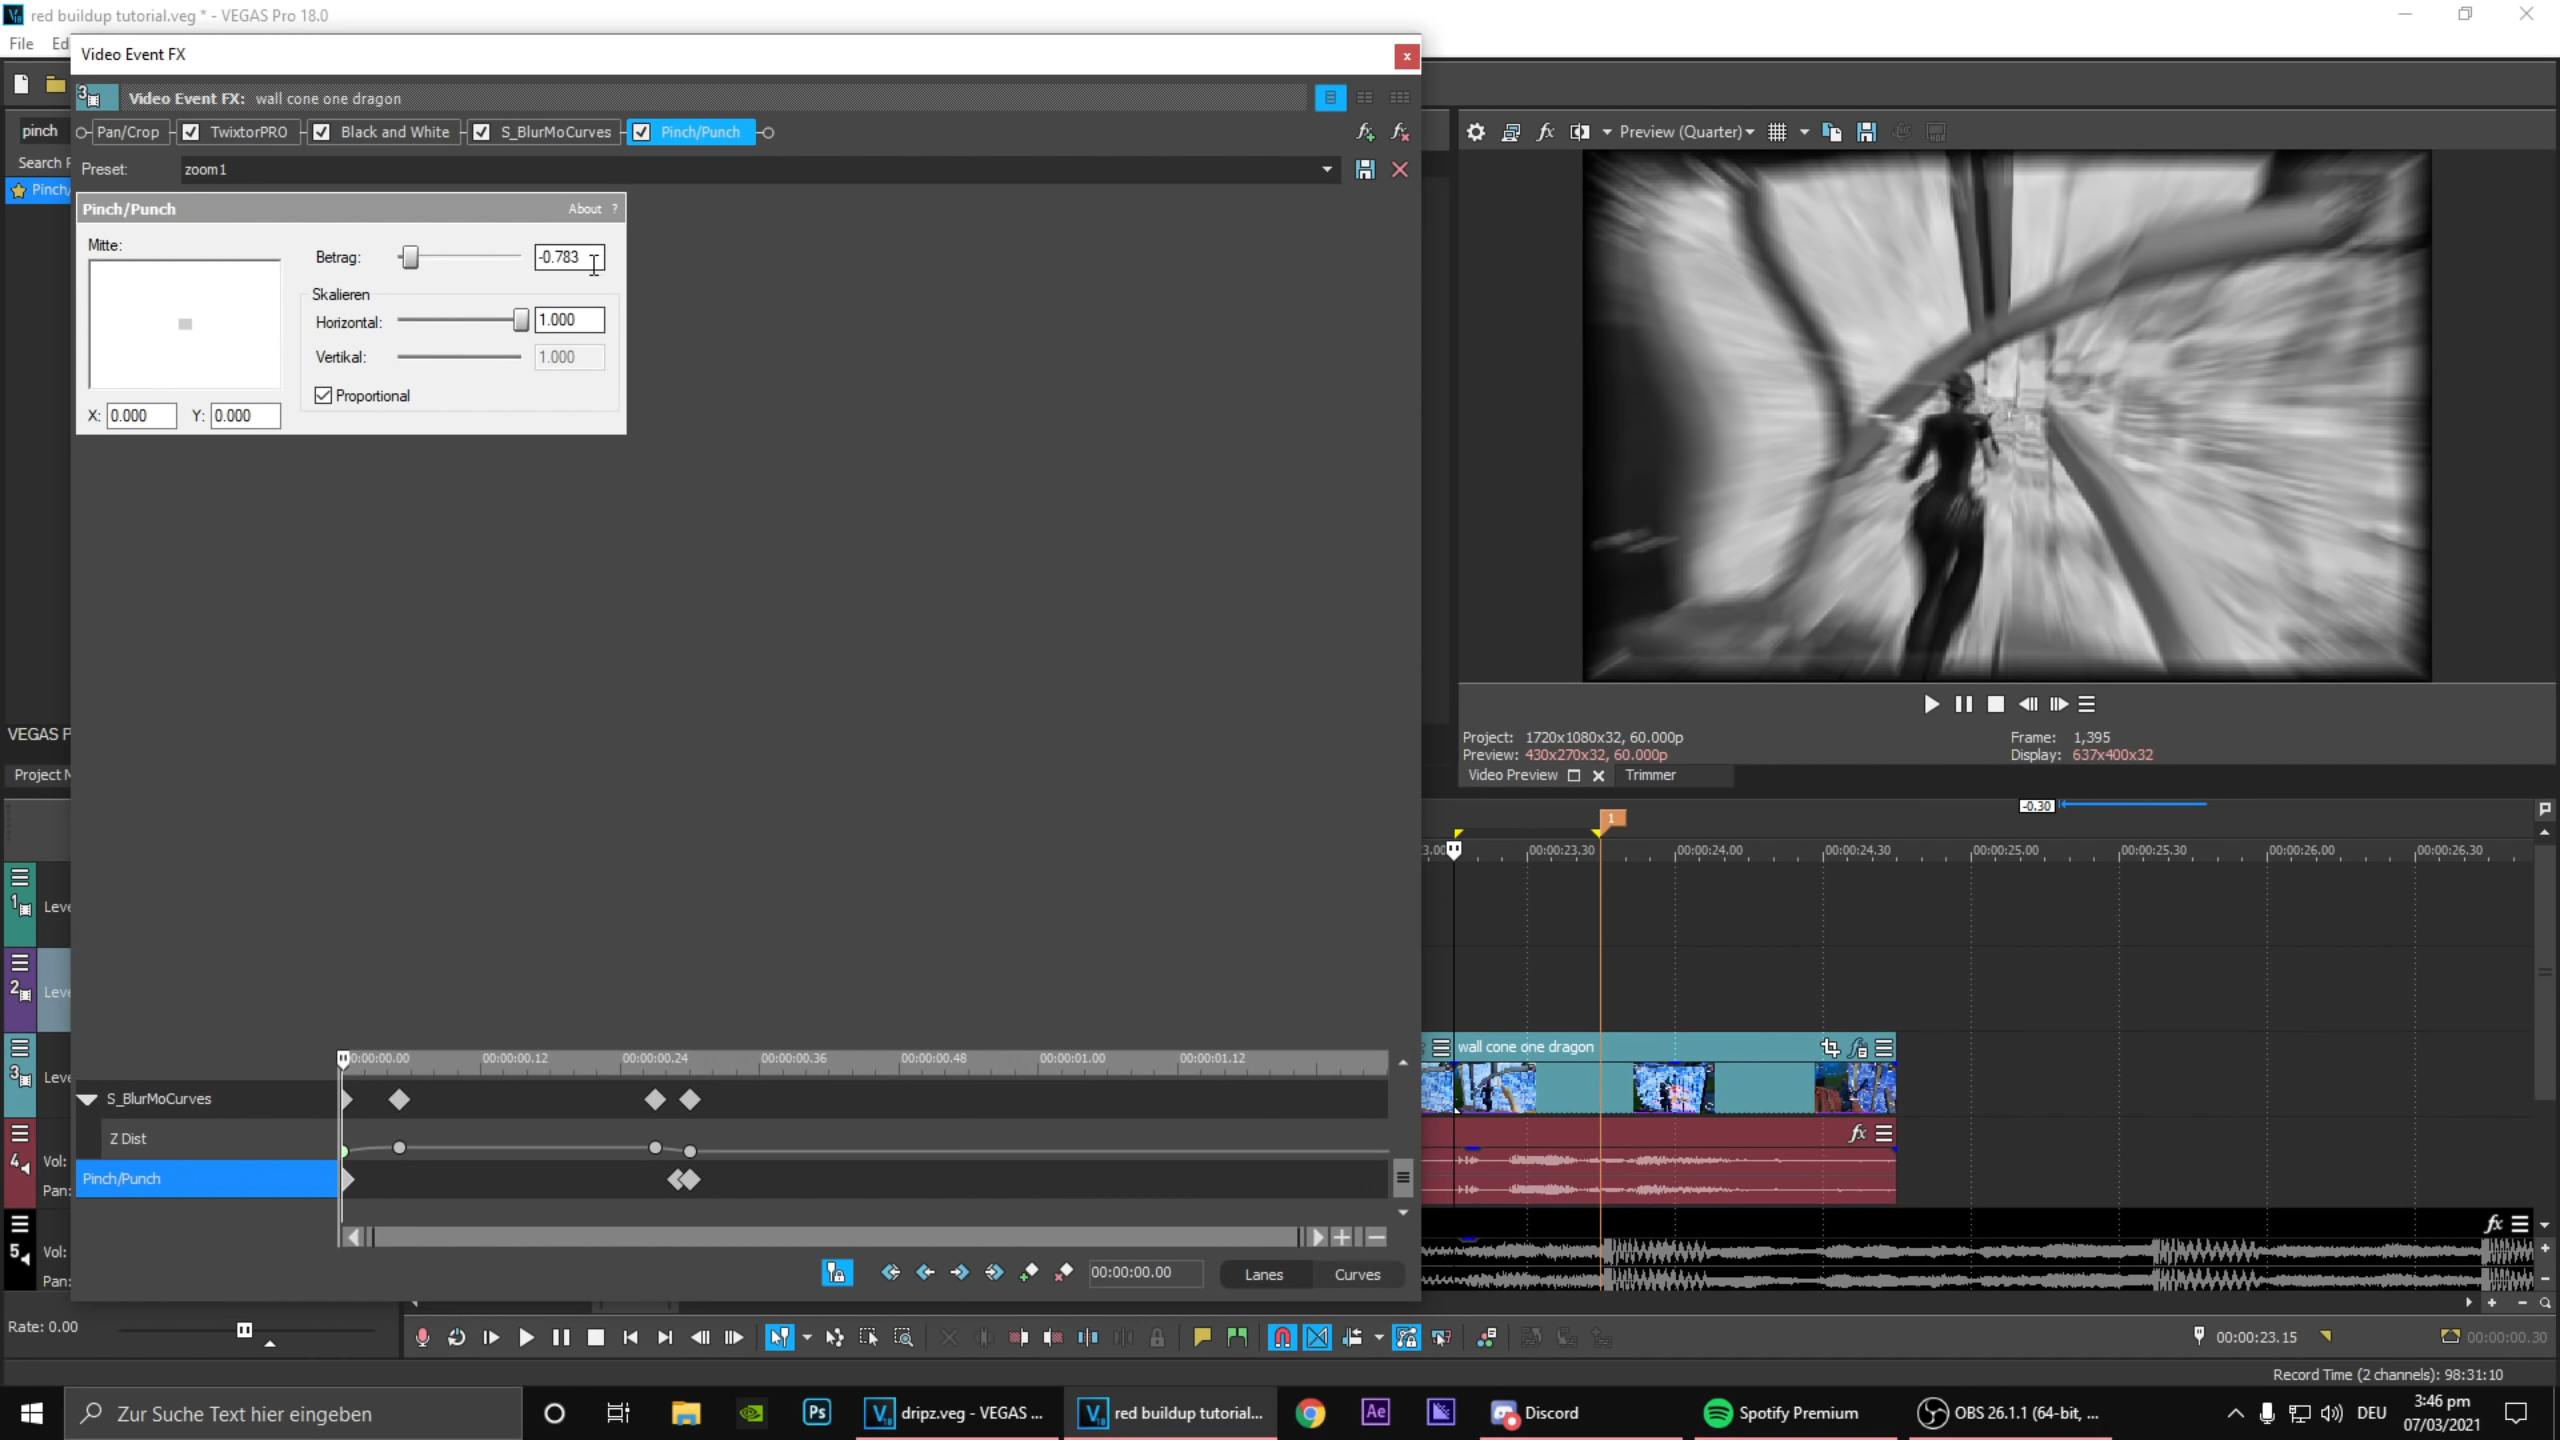 red buildup tutorial.veg * - VEGAS Pro 18.0
File Ed
Video Event FX
3
Video Event FX: wall cone one dragon
Pan/Crop TwixtorPRO Black and White S_BlurMoCurves Pinch/Punch
pinch
Search F
Pinch/
Preset: zoom1
Pinch/Punch About ?
Mitte:
Betrag: -0.783
Skalieren
Horizontal: 1.000
Vertikal: 1.000
Proportional
X: 0.000 Y: 0.000
Preview (Quarter)
Project: 1720x1080x32, 60.000p
Frame: 1,395
Preview: 430x270x32, 60.000p
Display: 637x400x32
Video Preview Trimmer
VEGAS P
Project M
-0.30
1
3.00 00:00:23.30 00:00:24.00 00:00:24.30 00:00:25.00 00:00:25.30 00:00:26.00 00:00:26.30
1 Leve
2 Leve
3 Leve
4 Vol:
Pan:
5 Vol:
Pan:
wall cone one dragon
fx
fx
0:00:00.00 00:00:00.12 00:00:00.24 00:00:00.36 00:00:00.48 00:00:01.00 00:00:01.12
S_BlurMoCurves
Z Dist
Pinch/Punch
00:00:00.00 Lanes Curves
Rate: 0.00
00:00:23.15
00:00:00.30
Record Time (2 channels): 98:31:10
Zur Suche Text hier eingeben
Ps
dripz.veg - VEGAS ...
red buildup tutorial...
Ae
Discord
Spotify Premium
OBS 26.1.1 (64-bit, ...
DEU
3:46 pm
07/03/2021